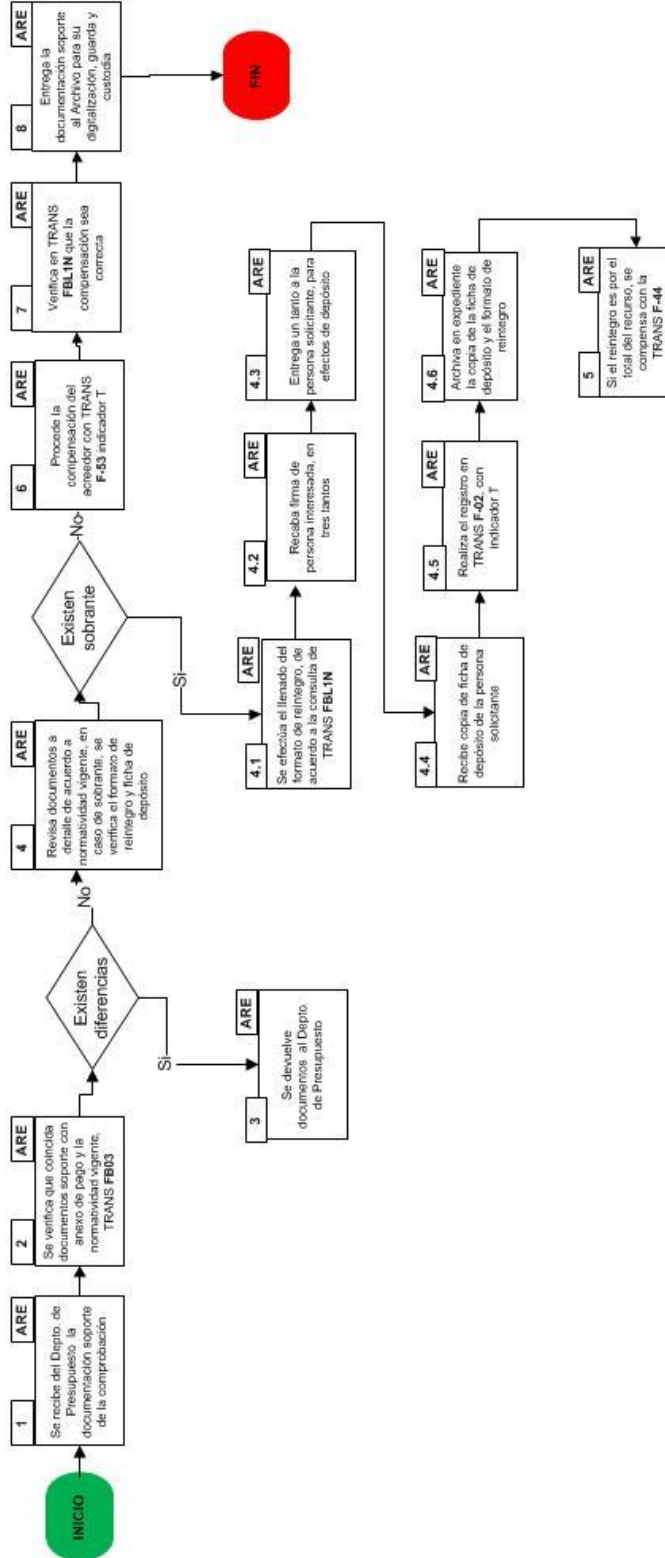 INICIO
1
ARE
Se recibe del Depto. de
Presupuesto la
documentación soporte
de la comprobación
2
ARE
Se verifica que coincida
documentos soporte con
anexo de pago y la
normatividad vigente,
TRANS FB03
Existen
diferencias
Si
No
3
ARE
Se devuelve
documentos al Depto.
de Presupuesto
4
ARE
Revisa documentos a
detalle de acuerdo a
normatividad vigente, en
caso de sobrante, se
verifica el formato de
reintegro y ficha de
depósito
Existen
sobrante
Si
No
4.1
ARE
Se efectúa el llenado del
formato de reintegro, de
acuerdo a la consulta de
TRANS FBL1N
4.2
ARE
Recaba firma de
persona interesada, en
tres tantos
4.3
ARE
Entrega un tanto a la
persona solicitante, para
efectos de depósito
4.4
ARE
Recibe copia de ficha de
depósito de la persona
solicitante
4.5
ARE
Realiza el registro en
TRANS F-02, con
indicador T
4.6
ARE
Archiva en expediente
la copia de la ficha de
depósito y el formato de
reintegro
5
ARE
Si el reintegro es por el
total del recurso, se
compensa con la
TRANS F-44
6
ARE
Procede la
compensación del
acreedor con TRANS
F-53 indicador T
7
ARE
Verifica en TRANS
FBL1N que la
compensación sea
correcta
8
ARE
Entrega la
documentación soporte
al Archivo para su
digitalización, guarda y
custodia
FIN